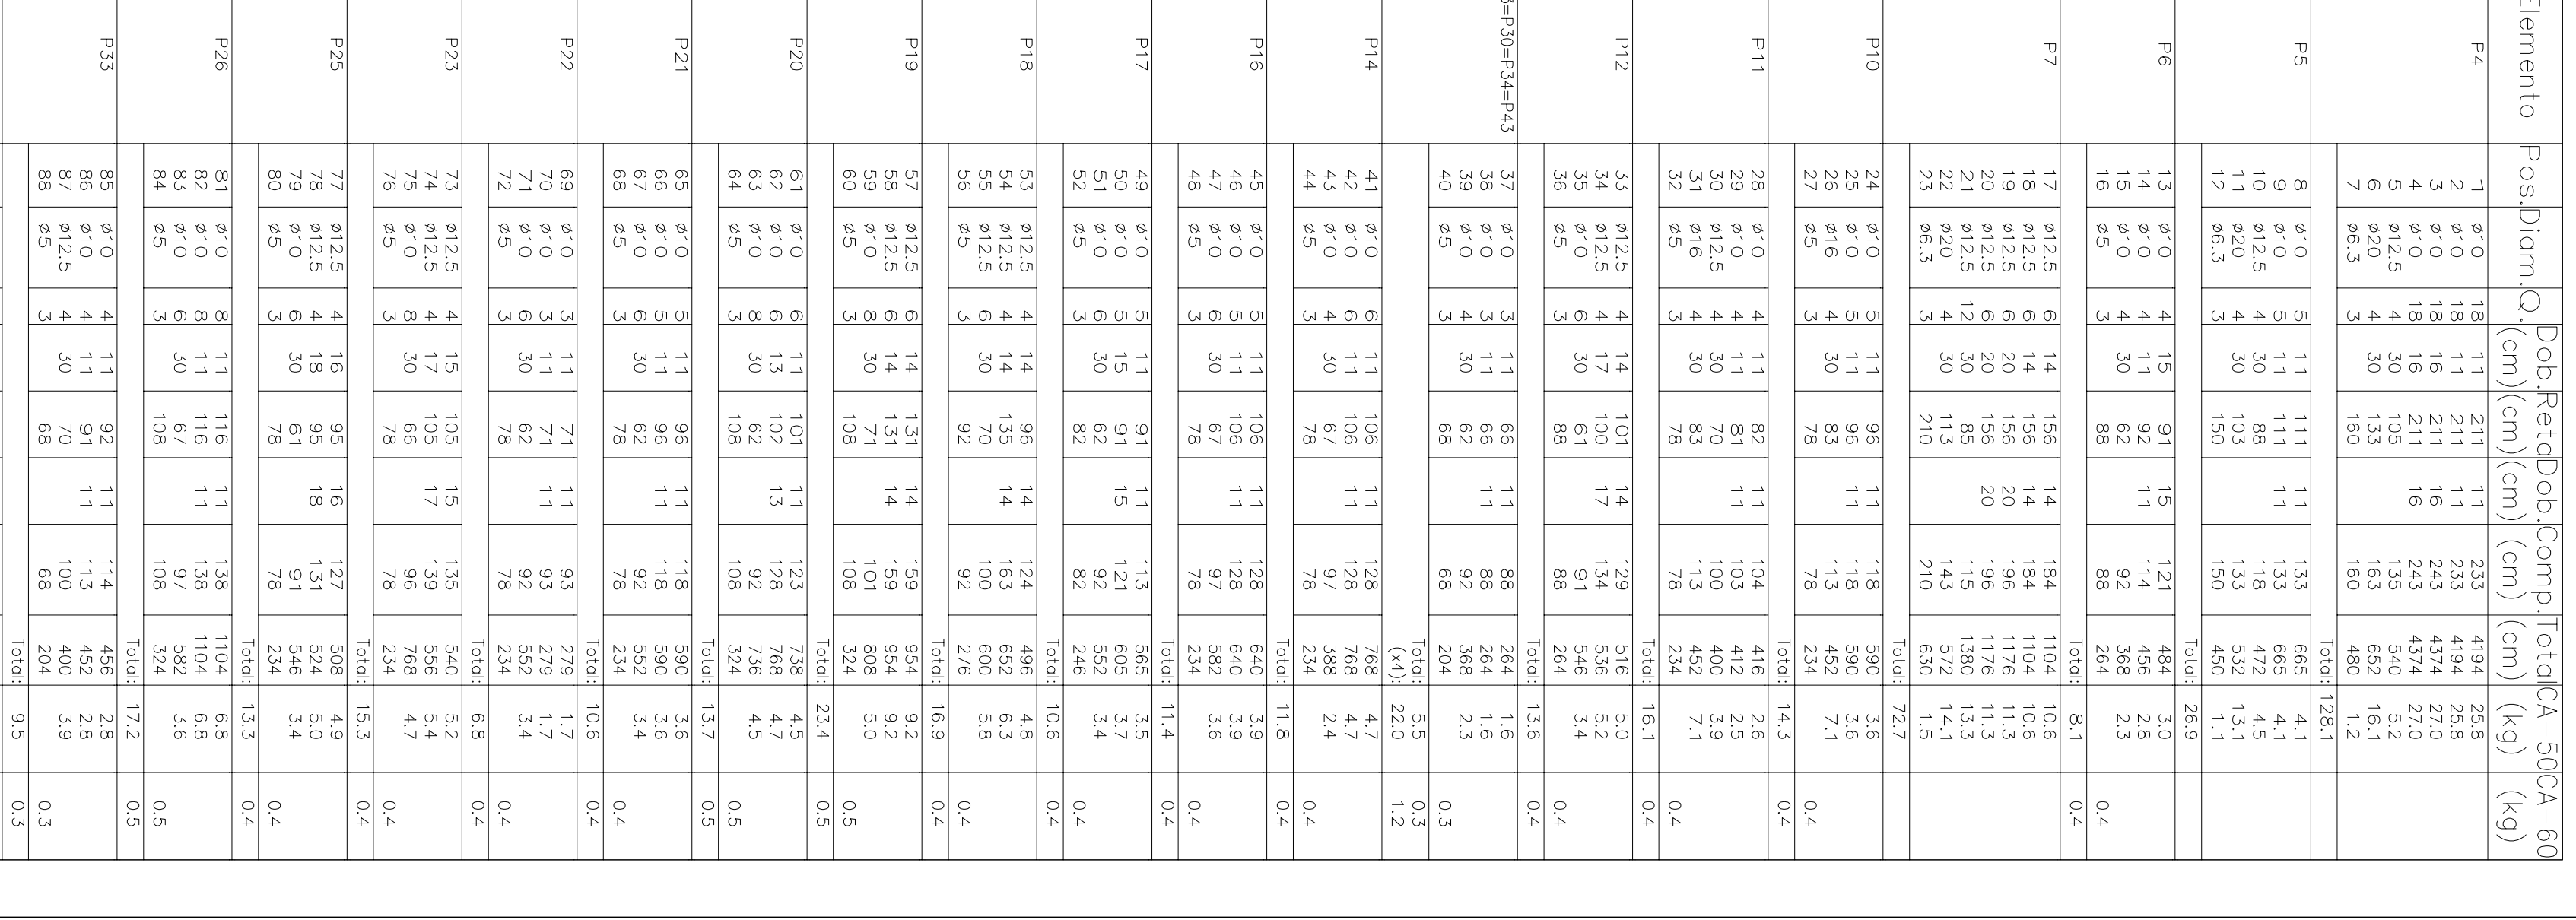 Elemento Pos. Diam. Q. Dob. Reta Dob. Comp. Total CA-50 CA-60
(cm) (cm) (cm) (cm) (cm) (kg) (kg)
P4 1 ø10 18 11 211 11 233 4194 25.8
2 ø10 18 11 211 11 233 4194 25.8
3 ø10 18 16 211 16 243 4374 27.0
4 ø10 18 16 211 16 243 4374 27.0
5 ø12.5 4 30 105 135 540 5.2
6 ø20 4 30 133 163 652 16.1
7 ø6.3 3 160 160 480 1.2
Total: 128.1
P5 8 ø10 5 11 111 11 133 665 4.1
9 ø10 5 11 111 11 133 665 4.1
10 ø12.5 4 30 88 118 472 4.5
11 ø20 4 30 103 133 532 13.1
12 ø6.3 3 150 150 450 1.1
Total: 26.9
P6 13 ø10 4 15 91 15 121 484 3.0
14 ø10 4 11 92 11 114 456 2.8
15 ø10 4 30 62 92 368 2.3
16 ø5 3 88 88 264 0.4
Total: 8.1 0.4
P7 17 ø12.5 6 14 156 14 184 1104 10.6
18 ø12.5 6 14 156 14 184 1104 10.6
19 ø12.5 6 20 156 20 196 1176 11.3
20 ø12.5 6 20 156 20 196 1176 11.3
21 ø12.5 12 30 85 115 1380 13.3
22 ø20 4 30 113 143 572 14.1
23 ø6.3 3 210 210 630 1.5
Total: 72.7
P10 24 ø10 5 11 96 11 118 590 3.6
25 ø10 5 11 96 11 118 590 3.6
26 ø16 4 30 83 113 452 7.1
27 ø5 3 78 78 234 0.4
Total: 14.3 0.4
P11 28 ø10 4 11 82 11 104 416 2.6
29 ø10 4 11 81 11 103 412 2.6
30 ø12.5 4 30 70 100 400 3.9
31 ø16 4 30 83 113 452 7.1
32 ø5 3 78 78 234 0.4
Total: 16.1 0.4
P12 33 ø12.5 4 14 101 14 129 516 5.0
34 ø12.5 4 17 100 17 134 536 5.2
35 ø10 6 30 61 91 546 3.4
36 ø5 3 88 88 264 0.4
Total: 13.6 0.4
3=P30=P34=P43 37 ø10 3 11 66 11 88 264 1.6
38 ø10 3 11 66 11 88 264 1.6
39 ø10 4 30 62 92 368 2.3
40 ø5 3 68 68 204 0.3
Total: 5.5 0.3
(x4): 22.0 1.2
P14 41 ø10 6 11 106 11 128 768 4.7
42 ø10 6 11 106 11 128 768 4.7
43 ø10 4 30 67 97 388 2.4
44 ø5 3 78 78 234 0.4
Total: 11.8 0.4
P16 45 ø10 5 11 106 11 128 640 3.9
46 ø10 5 11 106 11 128 640 3.9
47 ø10 6 30 67 97 582 3.6
48 ø5 3 78 78 234 0.4
Total: 11.4 0.4
P17 49 ø10 5 11 91 11 113 565 3.5
50 ø10 5 15 91 15 121 605 3.7
51 ø10 6 30 62 92 552 3.4
52 ø5 3 82 82 246 0.4
Total: 10.6 0.4
P18 53 ø12.5 4 14 96 14 124 496 4.8
54 ø12.5 4 14 135 14 163 652 6.3
55 ø12.5 6 30 70 100 600 5.8
56 ø5 3 92 92 276 0.4
Total: 16.9 0.4
P19 57 ø12.5 6 14 131 14 159 954 9.2
58 ø12.5 6 14 131 14 159 954 9.2
59 ø10 8 30 71 101 808 5.0
60 ø5 3 108 108 324 0.5
Total: 23.4 0.5
P20 61 ø10 6 11 101 11 123 738 4.5
62 ø10 6 13 102 13 128 768 4.7
63 ø10 8 30 62 92 736 4.5
64 ø5 3 108 108 324 0.5
Total: 13.7 0.5
P21 65 ø10 5 11 96 11 118 590 3.6
66 ø10 5 11 96 11 118 590 3.6
67 ø10 6 30 62 92 552 3.4
68 ø5 3 78 78 234 0.4
Total: 10.6 0.4
P22 69 ø10 3 11 71 11 93 279 1.7
70 ø10 3 11 71 11 93 279 1.7
71 ø10 6 30 62 92 552 3.4
72 ø5 3 78 78 234 0.4
Total: 6.8 0.4
P23 73 ø12.5 4 15 105 15 135 540 5.2
74 ø12.5 4 17 105 17 139 556 5.4
75 ø10 8 30 66 96 768 4.7
76 ø5 3 78 78 234 0.4
Total: 15.3 0.4
P25 77 ø12.5 4 16 95 16 127 508 4.9
78 ø12.5 4 18 95 18 131 524 5.0
79 ø10 6 30 61 91 546 3.4
80 ø5 3 78 78 234 0.4
Total: 13.3 0.4
P26 81 ø10 8 11 116 11 138 1104 6.8
82 ø10 8 11 116 11 138 1104 6.8
83 ø10 6 30 67 97 582 3.6
84 ø5 3 108 108 324 0.5
Total: 17.2 0.5
P33 85 ø10 4 11 92 11 114 456 2.8
86 ø10 4 11 91 11 113 452 2.8
87 ø12.5 4 30 70 100 400 3.9
88 ø5 3 68 68 204 0.3
Total: 9.5 0.3